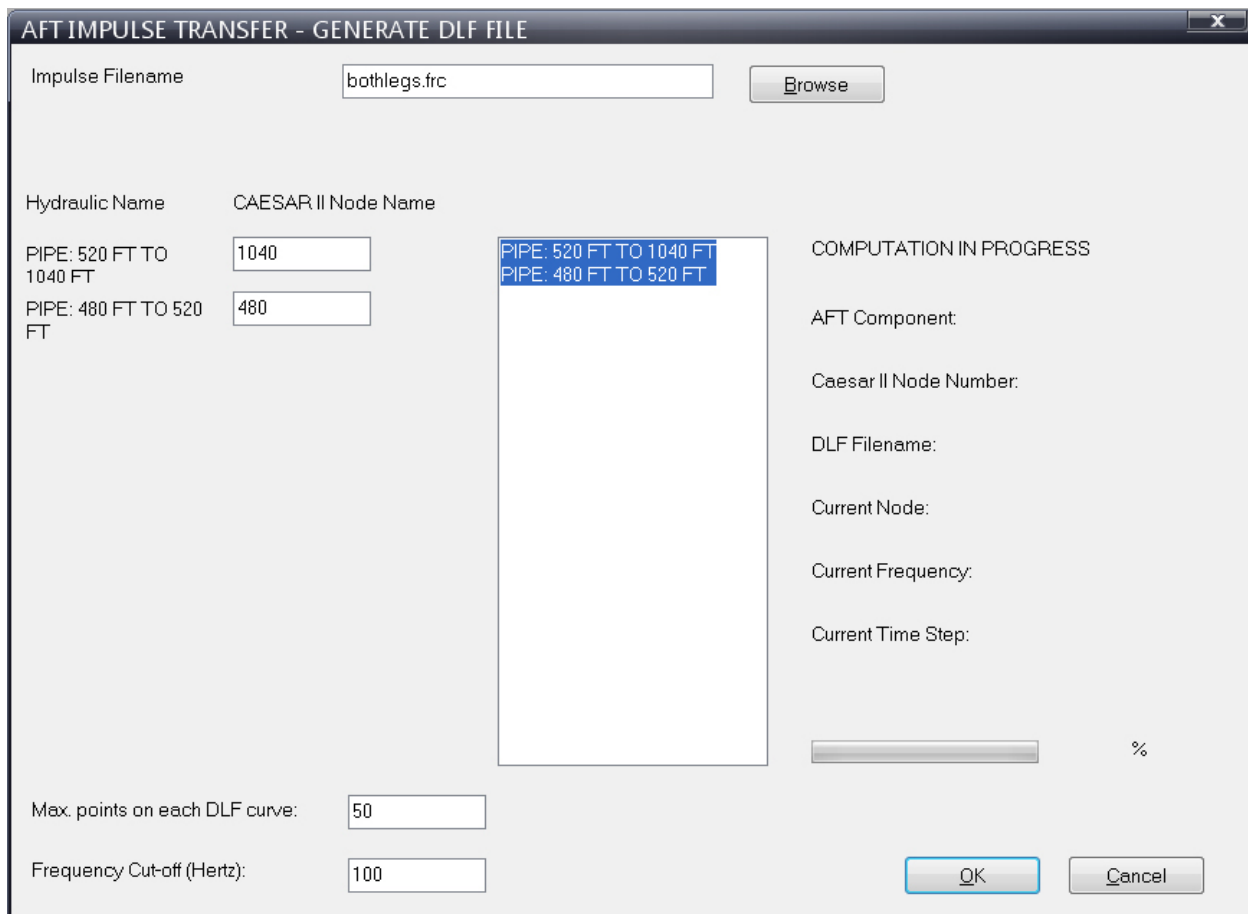 AFT IMPULSE TRANSFER - GENERATE DLF FILE
x
Impulse Filename
bothlegs.frc
Browse
Hydraulic Name
CAESAR II Node Name
PIPE: 520 FT TO
1040 FT
1040
PIPE: 480 FT TO 520
FT
480
PIPE: 520 FT TO 1040 FT
PIPE: 480 FT TO 520 FT
COMPUTATION IN PROGRESS
AFT Component:
Caesar II Node Number:
DLF Filename:
Current Node:
Current Frequency:
Current Time Step:
%
Max. points on each DLF curve:
50
Frequency Cut-off (Hertz):
100
OK
Cancel